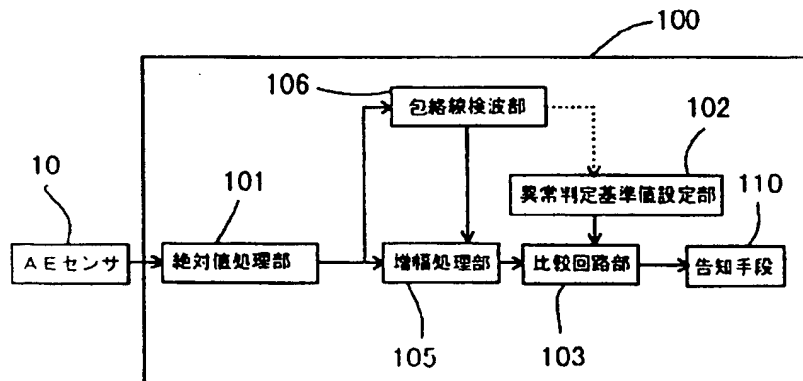 100
106
包絡線検波部
102
10
101
異常判定基準値設定部
110
AEセンサ
絶対値処理部
増幅処理部
比較回路部
告知手段
105
103